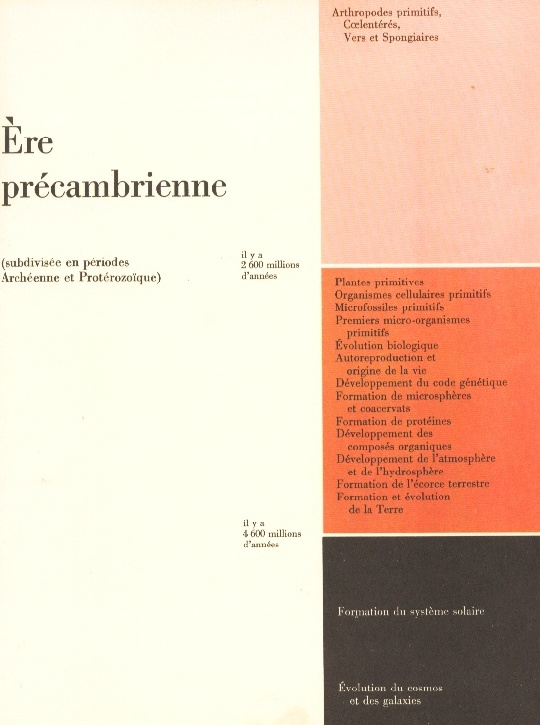 Arthropodes primitifs,
Cœlentérés,
Vers et Spongiaires
Ère
précambrienne
(subdivisée en périodes
Archéenne et Protérozoïque)
il y a
2 600 millions
d'années
Plantes primitives
Organismes cellulaires primitifs
Microfossiles primitifs
Premiers micro-organismes
primitifs
Évolution biologique
Autoreproduction et
origine de la vie
Développement du code génétique
Formation de microsphères
et coacervats
Formation de protéines
Développement des
composés organiques
Développement de l'atmosphère
et de l'hydrosphère
Formation de l'écorce terrestre
Formation et évolution
de la Terre
il y a
4 600 millions
d'années
Formation du système solaire
Évolution du cosmos
et des galaxies